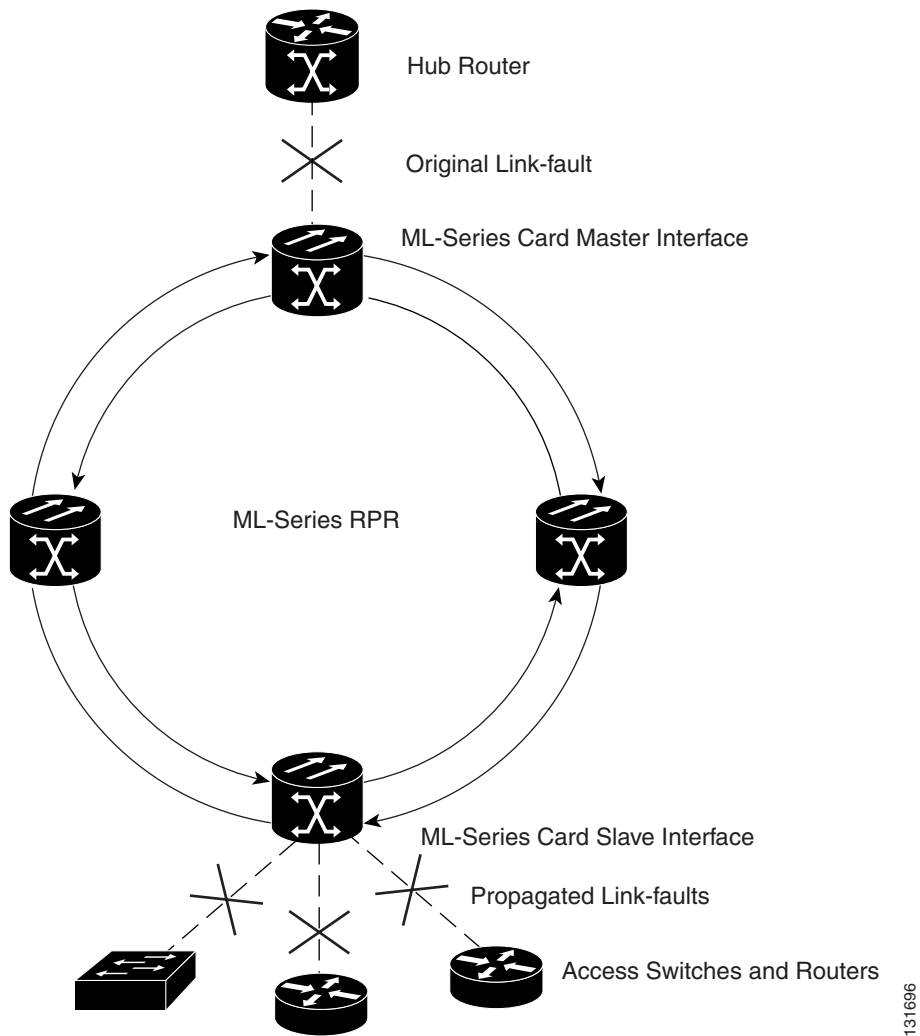 Hub Router
Original Link-fault
ML-Series Card Master Interface
ML-Series RPR
ML-Series Card Slave Interface
Propagated Link-faults
Access Switches and Routers
131696